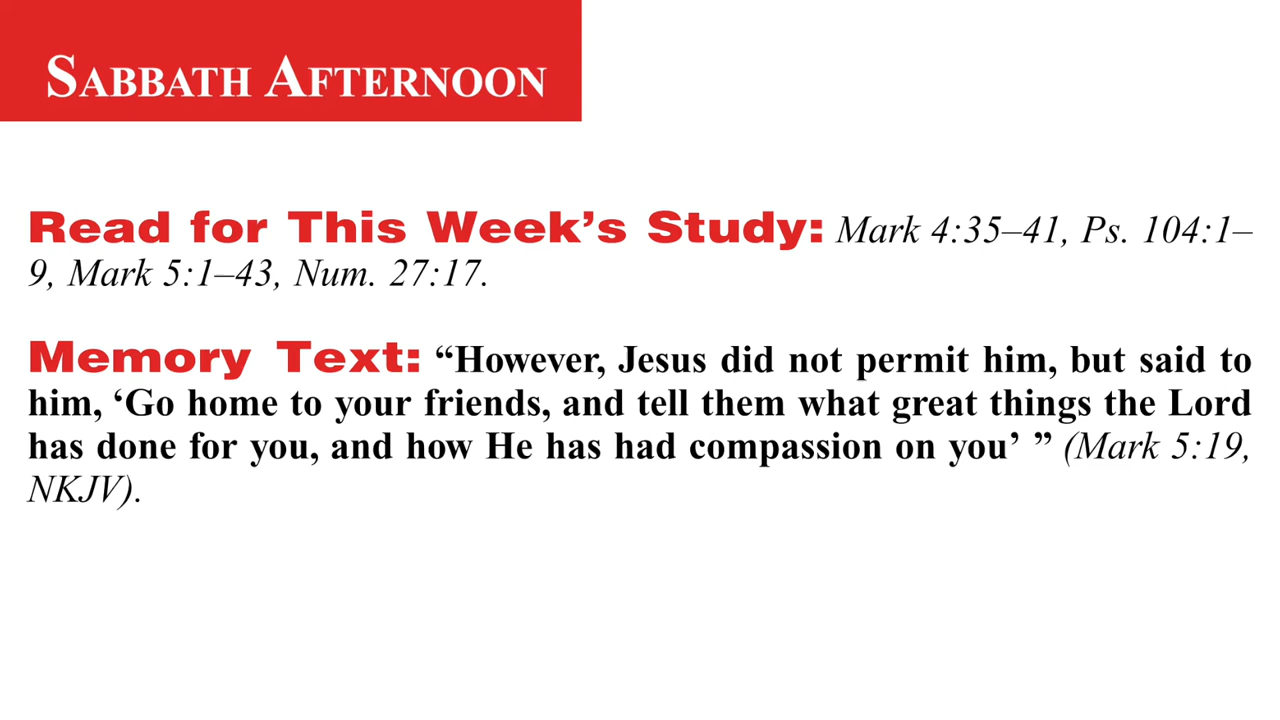 SABBATH AFTERNOON
Read for This Week’s Study: Mark 4:35–41, Ps. 104:1–
9, Mark 5:1–43, Num. 27:17.
Memory Text: “However, Jesus did not permit him, but said to
him, ‘Go home to your friends, and tell them what great things the Lord
has done for you, and how He has had compassion on you’ ” (Mark 5:19,
NKJV).